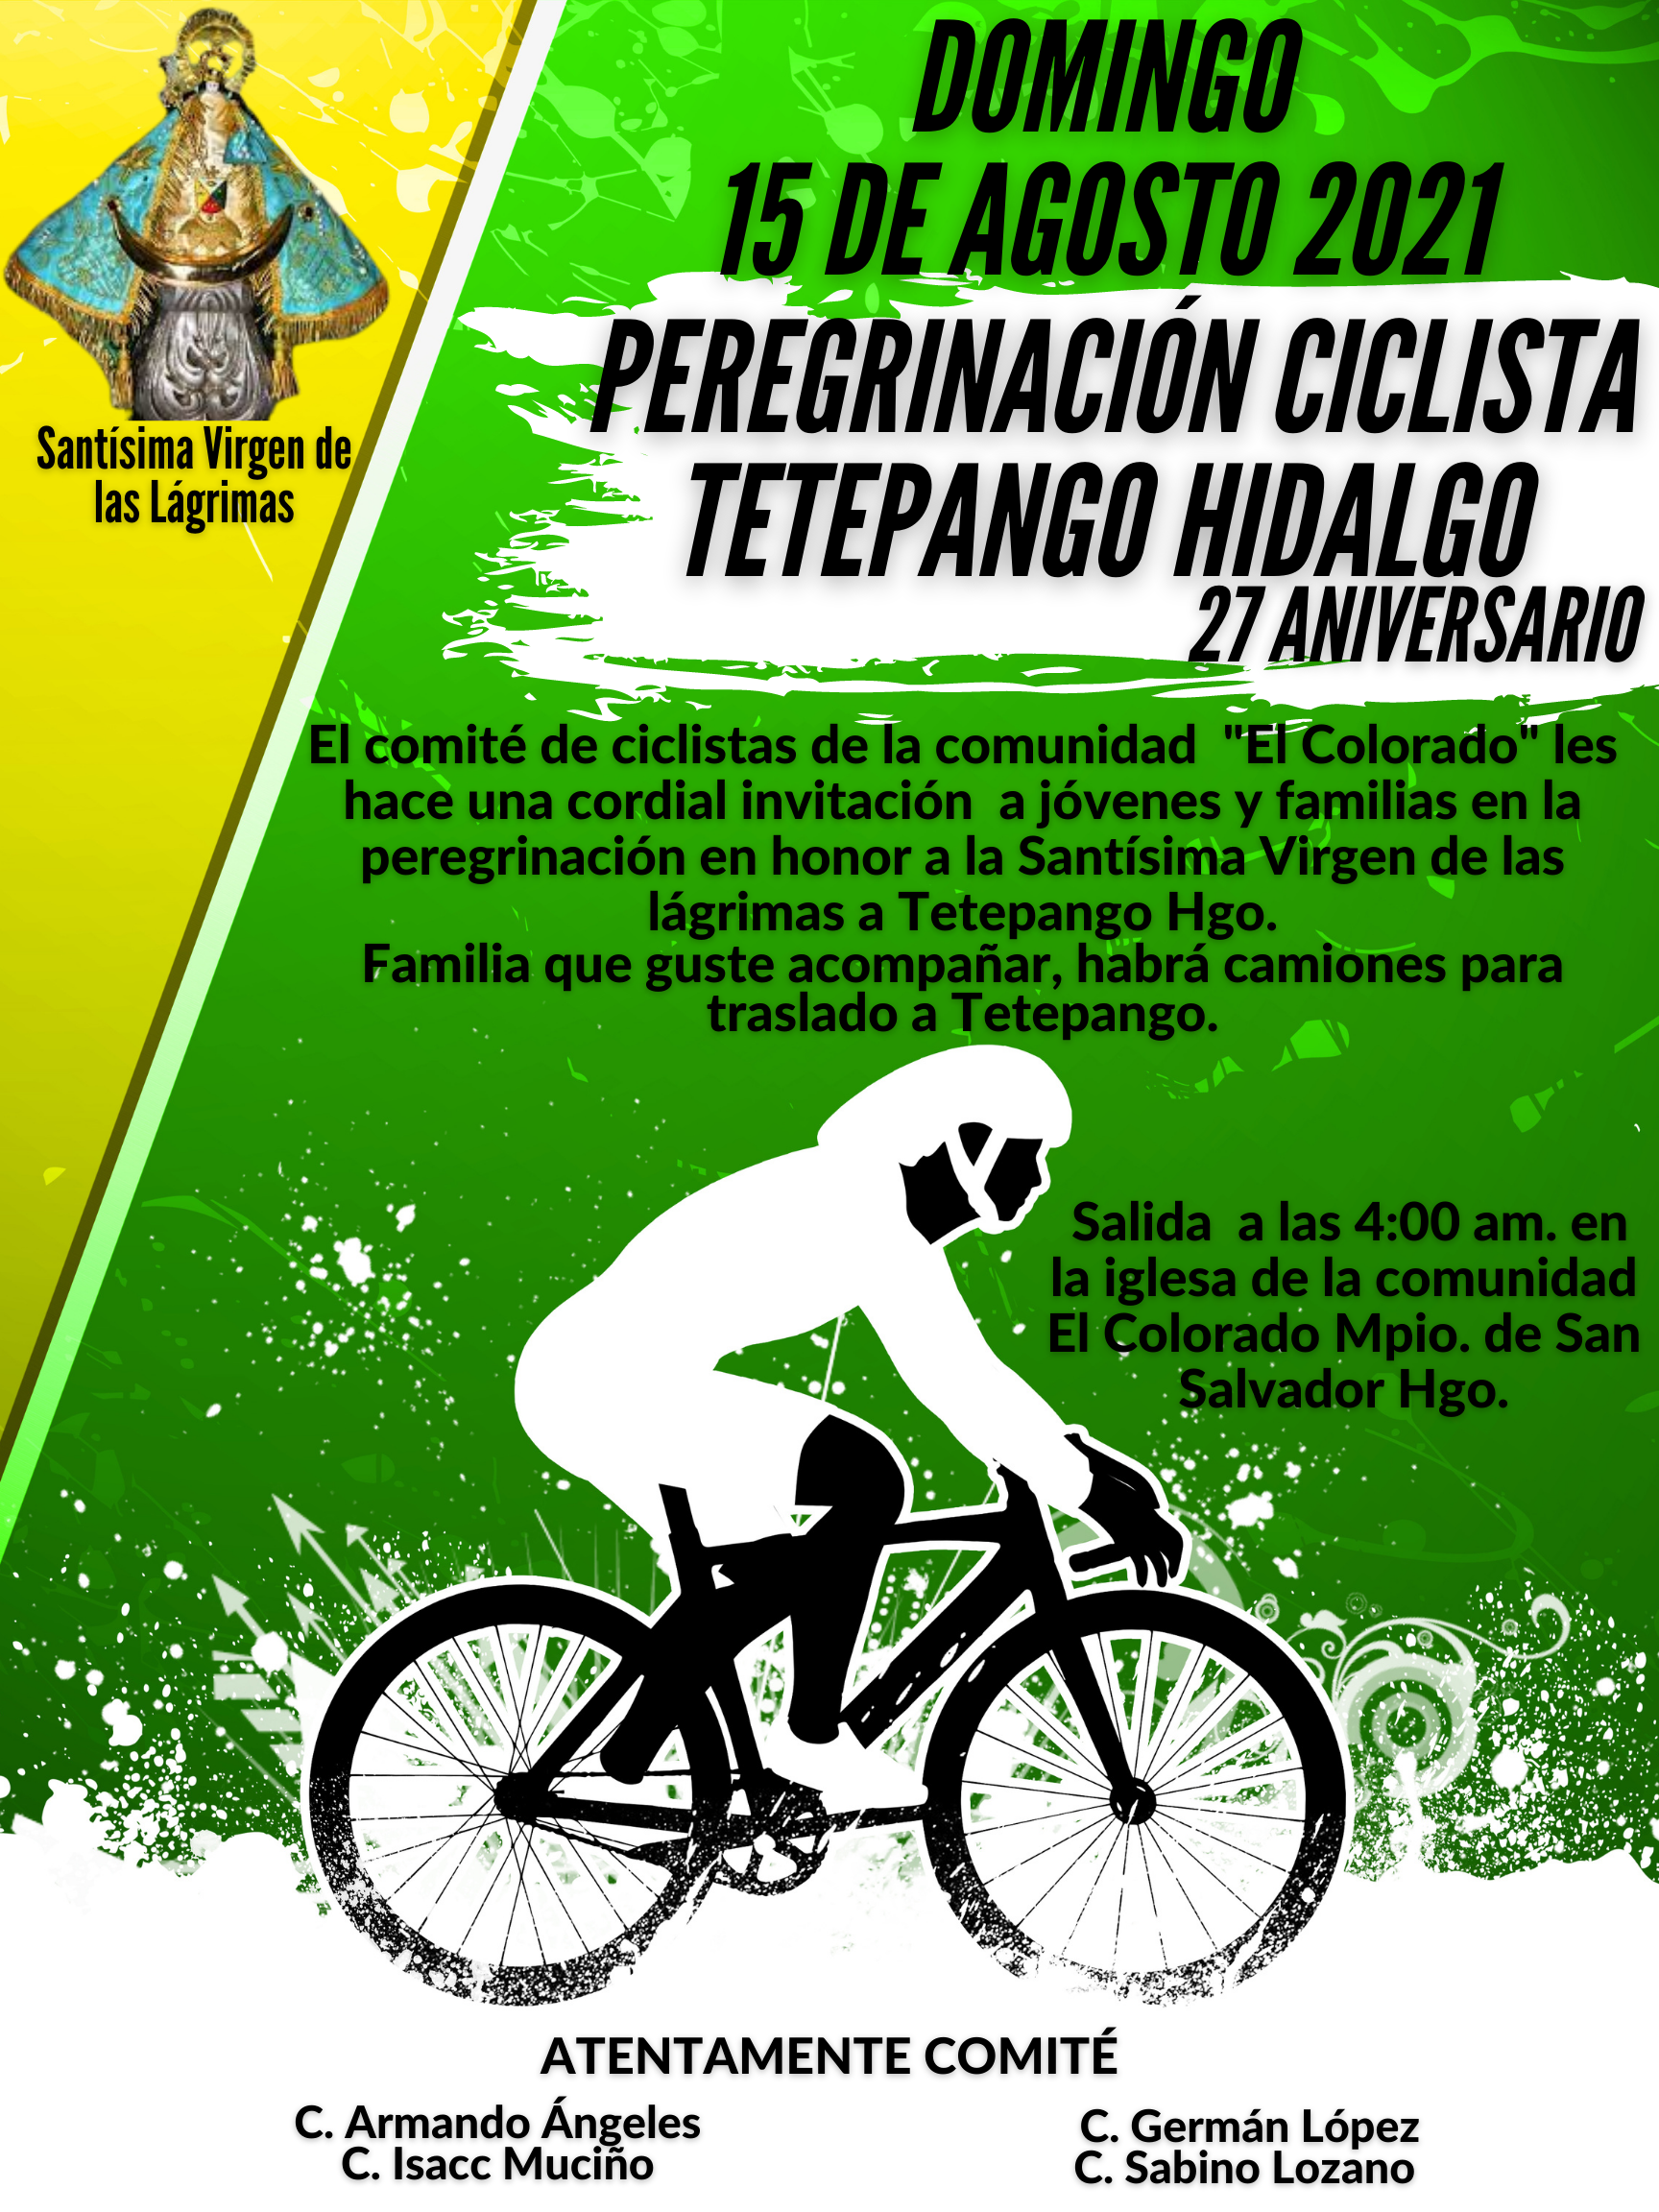 DOMINGO
15 DE AGOSTO 2021
PEREGRINACIÓN CICLISTA
TETEPANGO HIDALGO
27 ANIVERSARIO
Santísima Virgen de
las Lágrimas
El comité de ciclistas de la comunidad "El Colorado" les
hace una cordial invitación a jóvenes y familias en la
peregrinación en honor a la Santísima Virgen de las
lágrimas a Tetepango Hgo.
Familia que guste acompañar, habrá camiones para
traslado a Tetepango.
Salida a las 4:00 am. en
la iglesa de la comunidad
El Colorado Mpio. de San
Salvador Hgo.
ATENTAMENTE COMITÉ
C. Armando Ángeles
C. Isacc Muciño
C. Germán López
C. Sabino Lozano